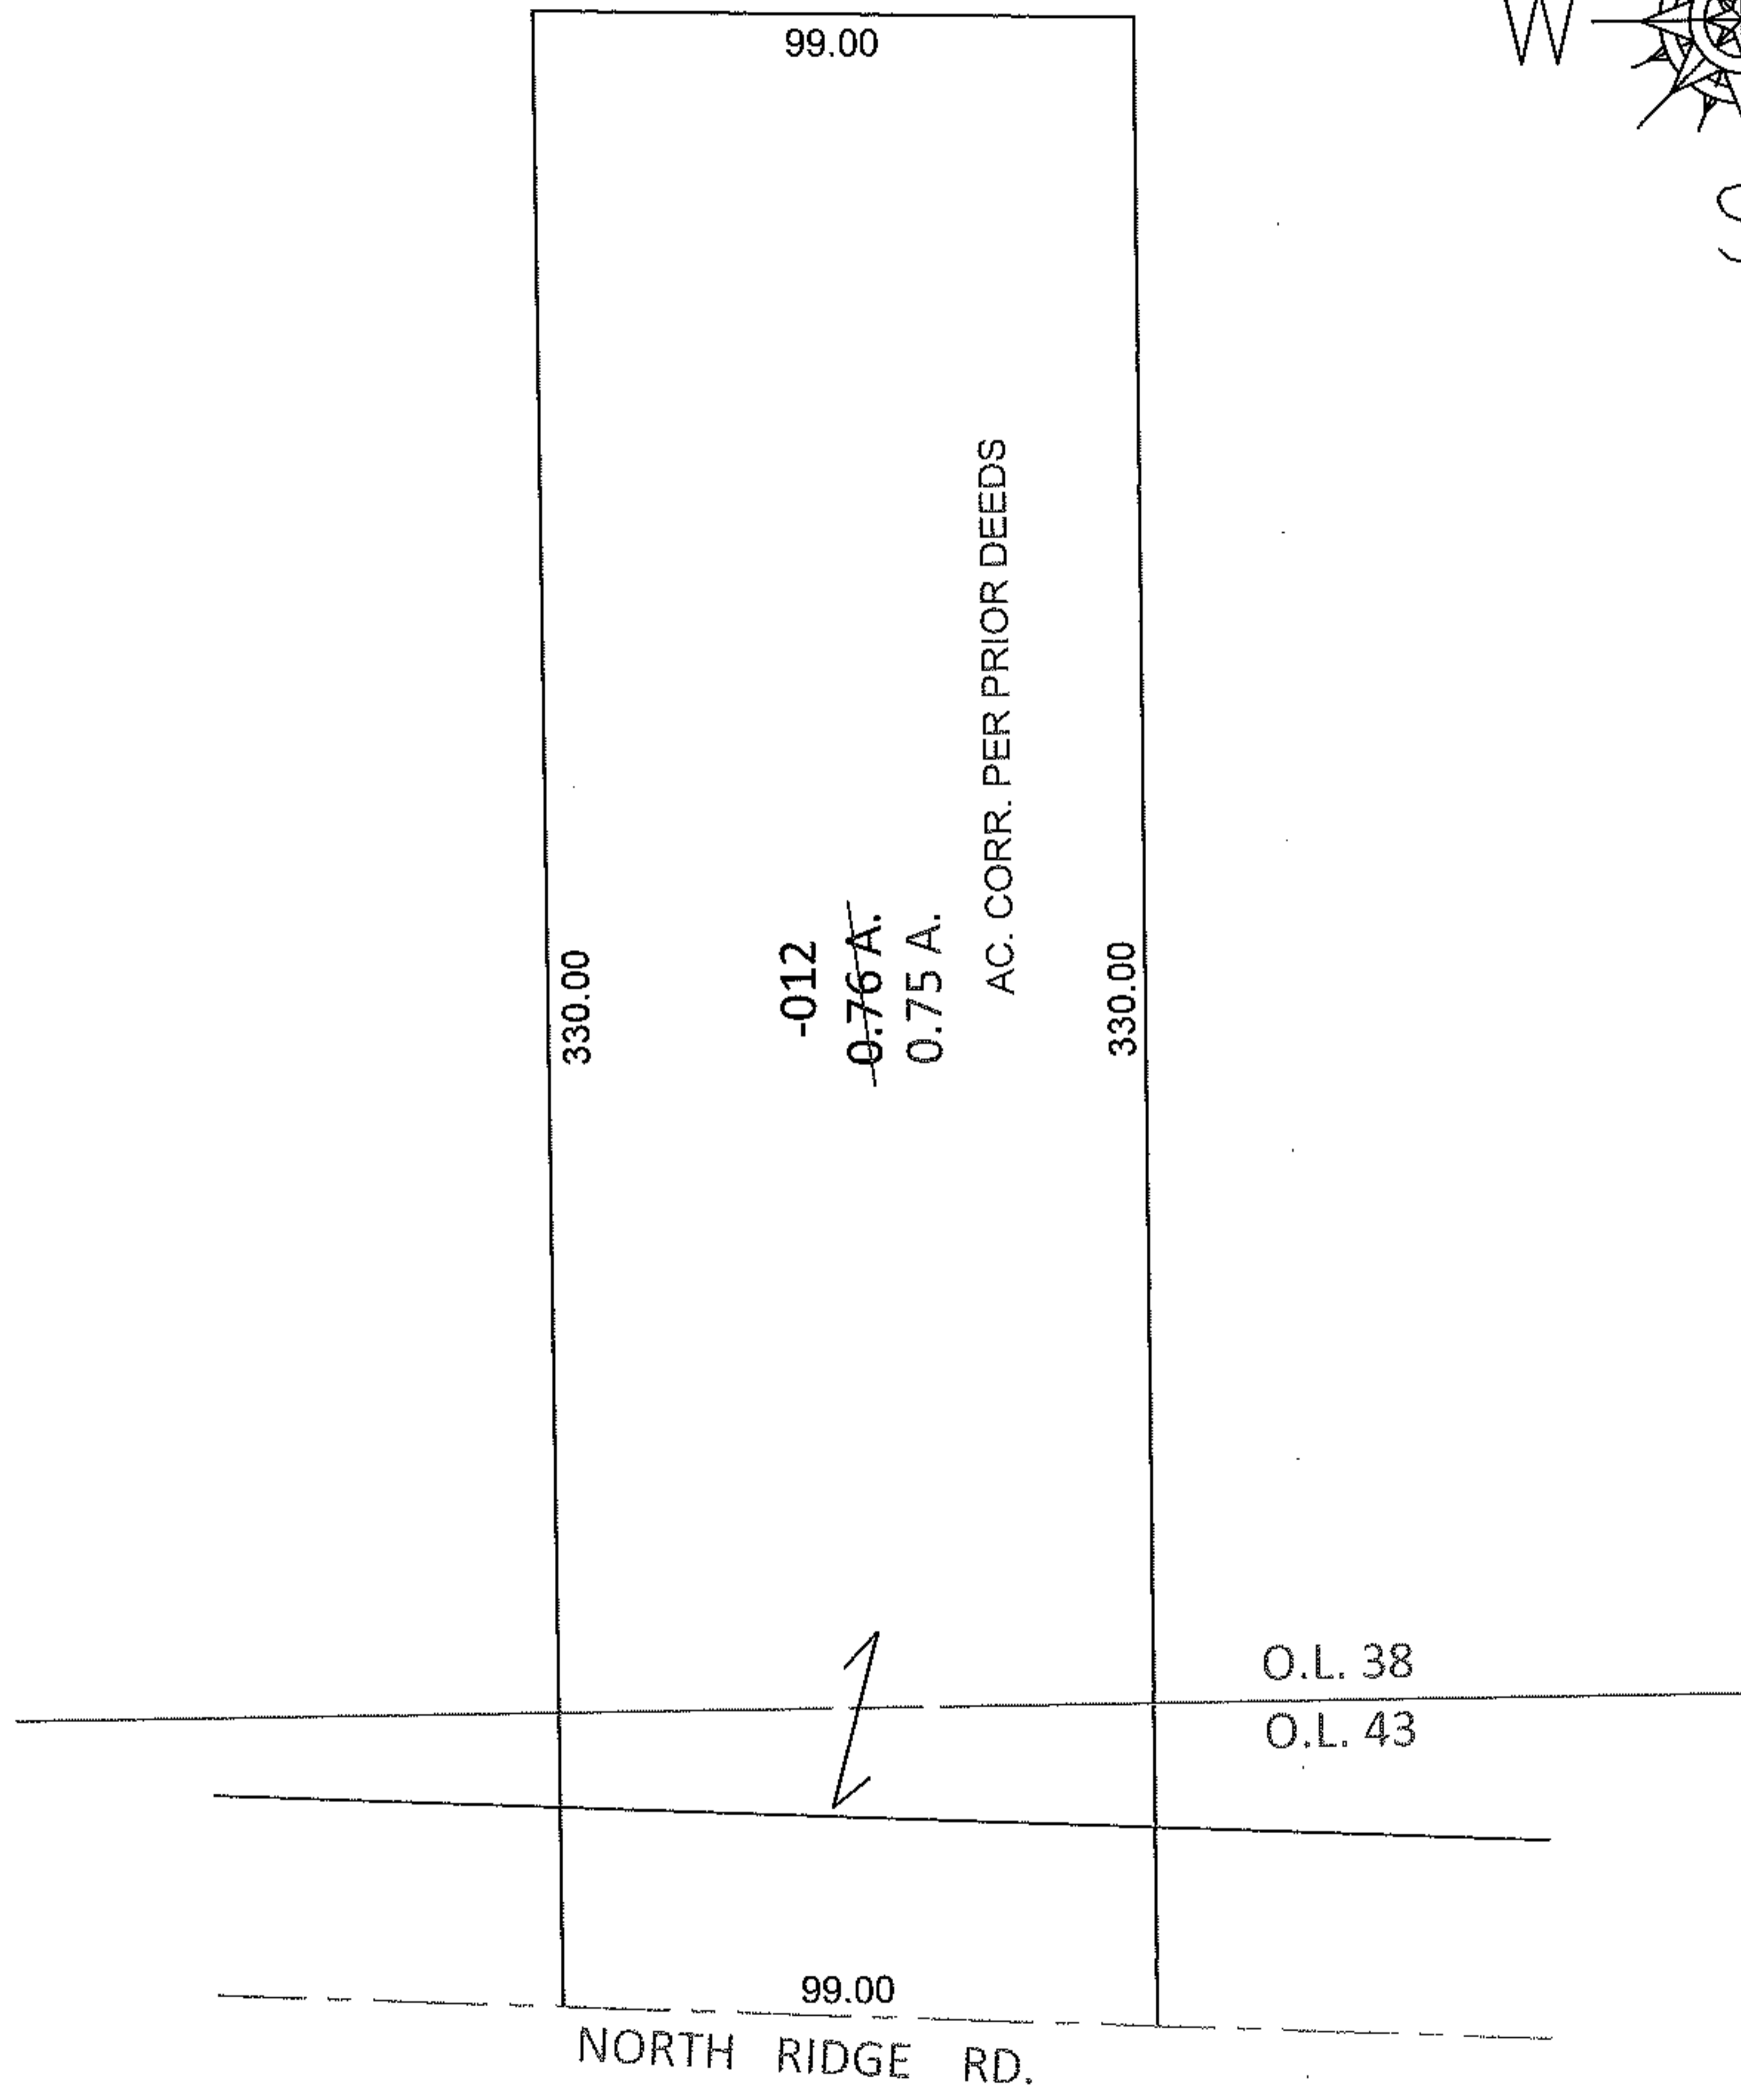 W
S
99.00
330.00
-012
0.76 A.
0.75 A.
AC. CORR. PER PRIOR DEEDS
330.00
O.L. 38
O.L. 43
99.00
NORTH RIDGE RD.